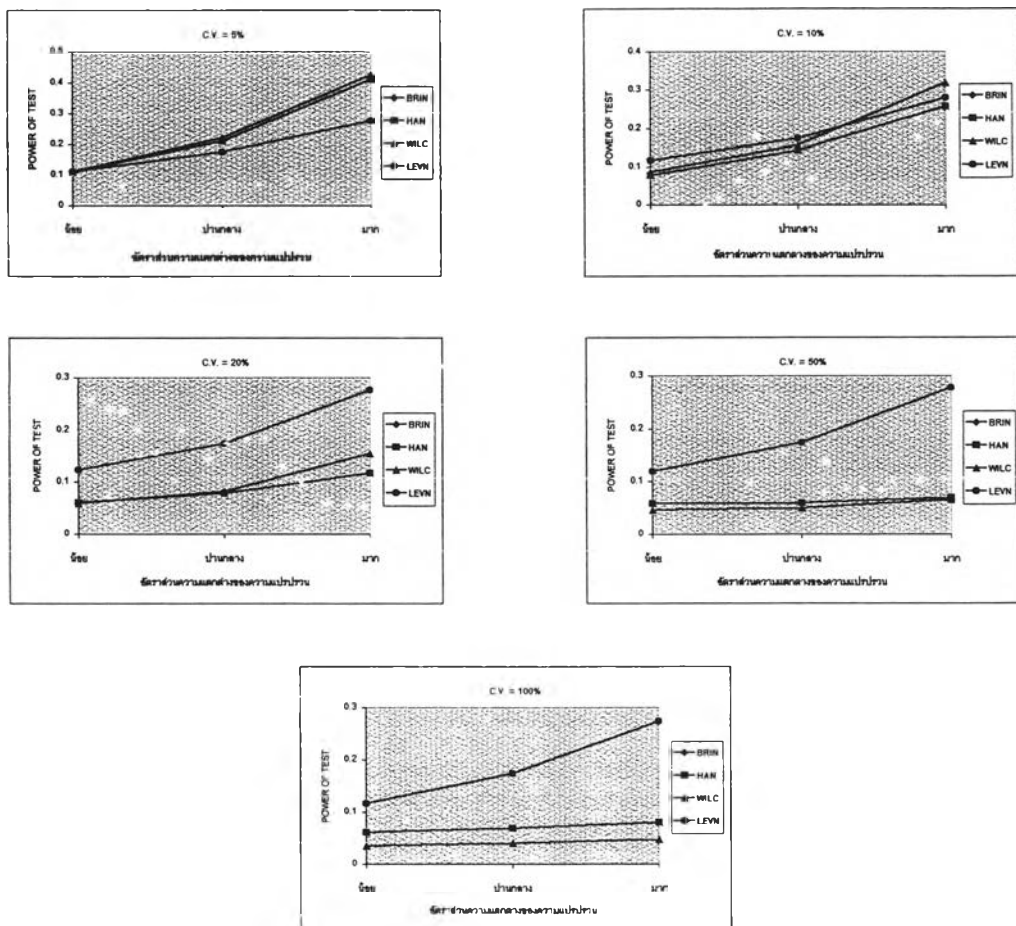 C.V. = 5%
POWER OF TEST
0.5
0.4
0.3
0.2
0.1
0
น้อย
ปานกลาง
มาก
อัตราส่วนความแตกต่างของความแปรปรวน
BRIN
HAN
WILC
LEVN
C.V. = 10%
POWER OF TEST
0.4
0.3
0.2
0.1
0
น้อย
ปานกลาง
มาก
อัตราส่วนความแตกต่างของความแปรปรวน
BRIN
HAN
WILC
LEVN
C.V. = 20%
POWER OF TEST
0.3
0.2
0.1
0
น้อย
ปานกลาง
มาก
อัตราส่วนความแตกต่างของความแปรปรวน
BRIN
HAN
WILC
LEVN
C.V. = 50%
POWER OF TEST
0.3
0.2
0.1
0
น้อย
ปานกลาง
มาก
อัตราส่วนความแตกต่างของความแปรปรวน
BRIN
HAN
WILC
LEVN
C.V. = 100%
POWER OF TEST
0.3
0.2
0.1
0
น้อย
ปานกลาง
มาก
อัตราส่วนความแตกต่างของความแปรปรวน
BRIN
HAN
WILC
LEVN